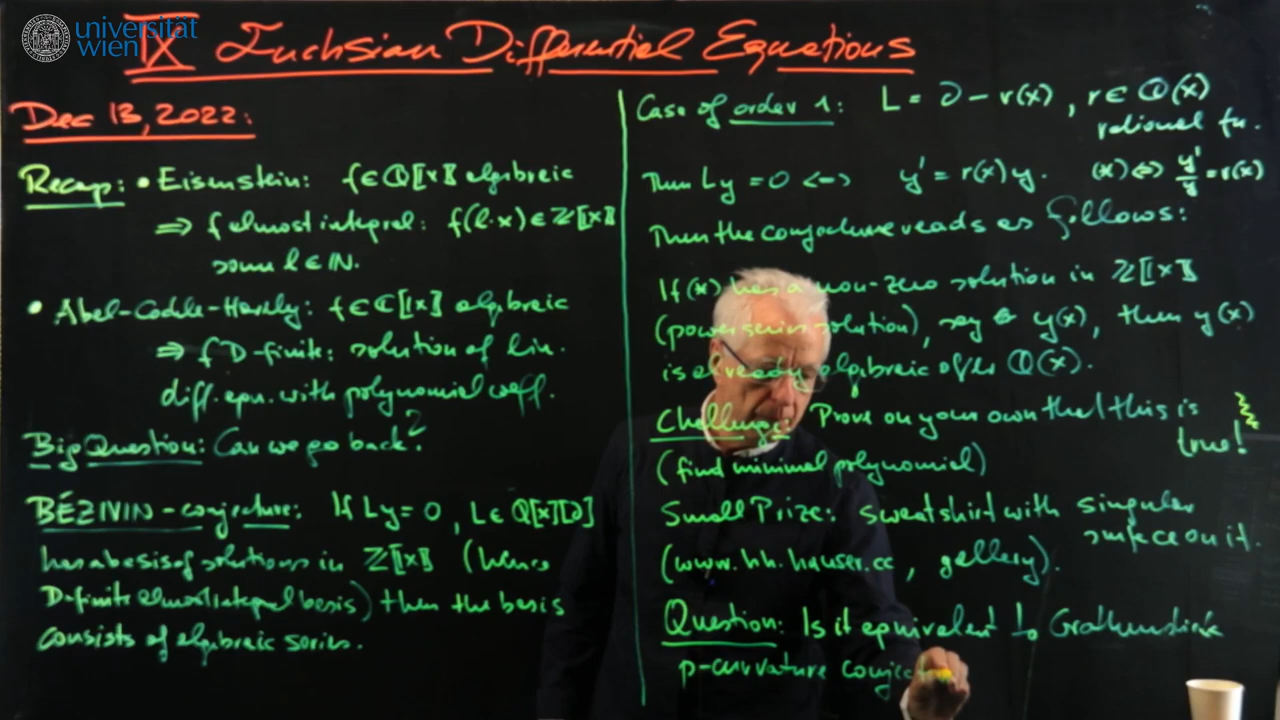 universität
wien
IX Fuchsian Differential Equations
Dec 13, 2022:
Recap: • Eisenstein: f ∈ Q[[x]] algebraic
⇒ f almost integral: f(l·x) ∈ Z[[x]]
some l ∈ N.
• Abel-Cockle-Harley: f ∈ C[[x]] algebraic
⇒ f D-finite: solution of lin.
diff. eqn. with polynomial coeff.
Big Question: Can we go back?
BÉZIVIN-conjecture: If Ly=0, L ∈ Q[x][∂]
has a basis of solutions in Z[[x]] (hence
D-finite almost integral basis) then the basis
consists of algebraic series.
Case of order 1: L = ∂ - r(x), r ∈ Q(x)
rational fn.
Then Ly = 0 <-> y' = r(x)y. (*) <=> y'/y = r(x)
Then the conjecture reads as follows:
If (*) has a non-zero solution in Z[[x]]
(power series solution), say y(x), then y(x)
is already algebraic over Q(x).
Challenge: Prove on your own that this is
true!
(find minimal polynomial)
Small Prize: Sweatshirt with singular
surface on it.
(www.hh.hauser.cc, gallery).
Question: Is it equivalent to Grothendieck
p-curvature